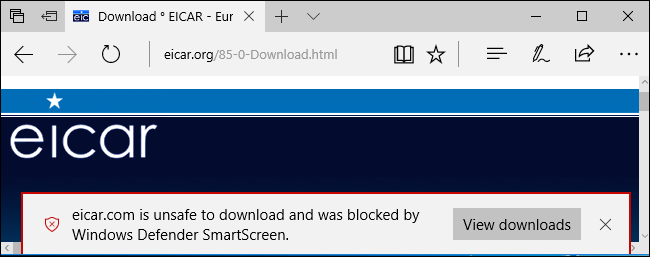 Download ° EICAR - Eur
eicar.org/85-0-Download.html
eicar
eicar.com is unsafe to download and was blocked by
Windows Defender SmartScreen.
View downloads